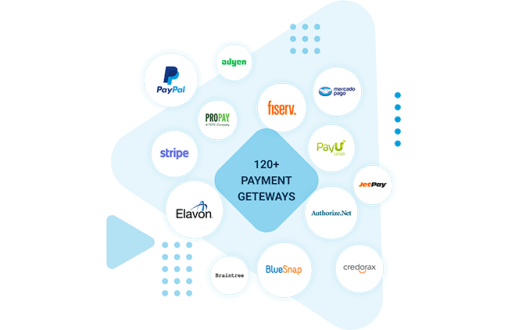 adyen
PayPal
mercado
pago
fiserv.
PROPAY
PayU
stripe
120+
PAYMENT
GETEWAYS
JetPay
Elavon
Authorize.Net
Braintree
BlueSnap
credorax